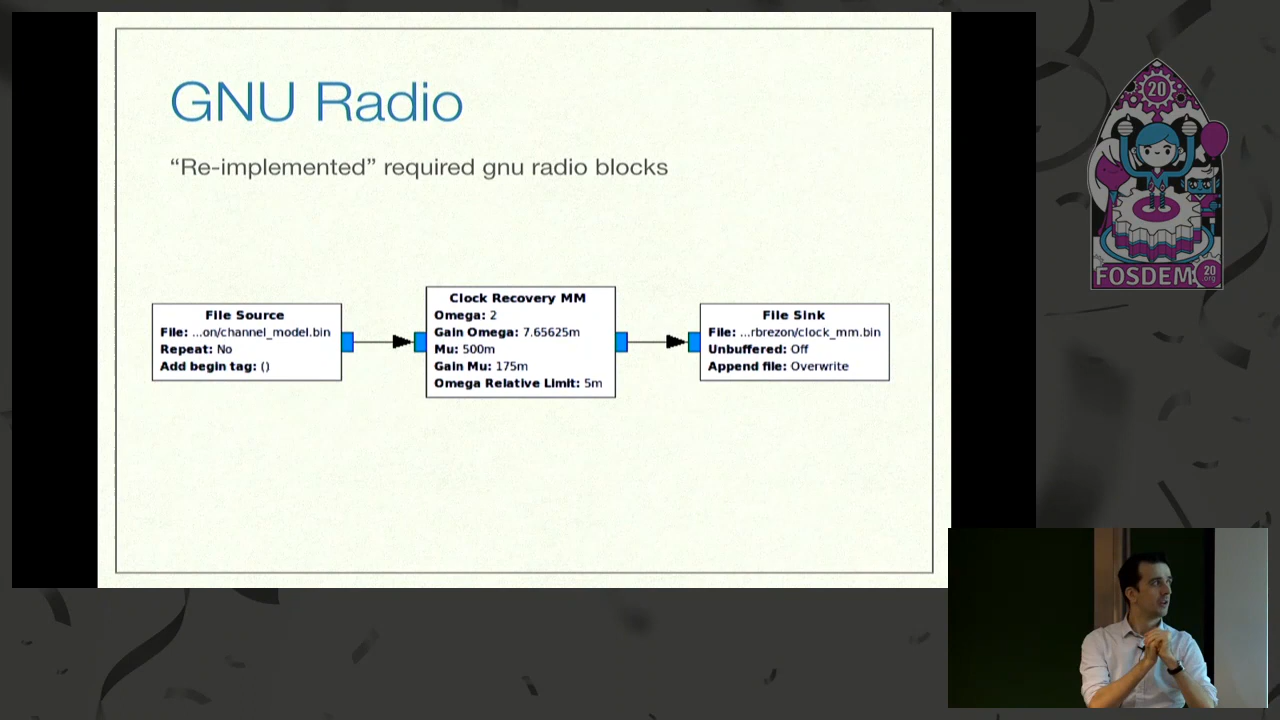 GNU Radio
“Re-implemented” required gnu radio blocks
File Source
File: ...on/channel_model.bin
Repeat: No
Add begin tag: ()
Clock Recovery MM
Omega: 2
Gain Omega: 7.65625m
Mu: 500m
Gain Mu: 175m
Omega Relative Limit: 5m
File Sink
File: ...rbrezon/clock_mm.bin
Unbuffered: Off
Append file: Overwrite
20
FOSDEM
20
.org